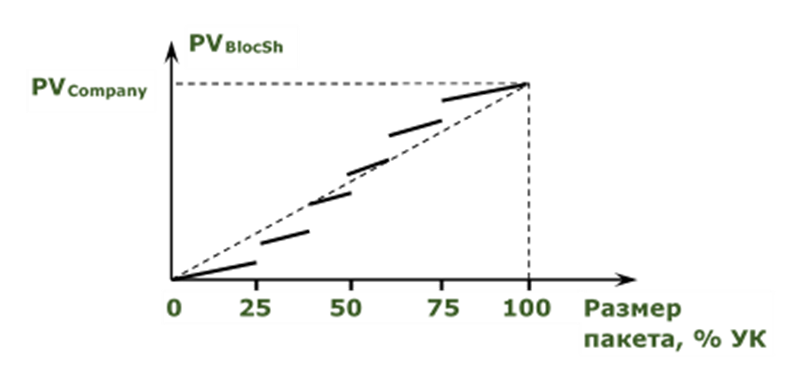 PVBlocSh
PVCompany
0 25 50 75 100 Размер
пакета, % УК